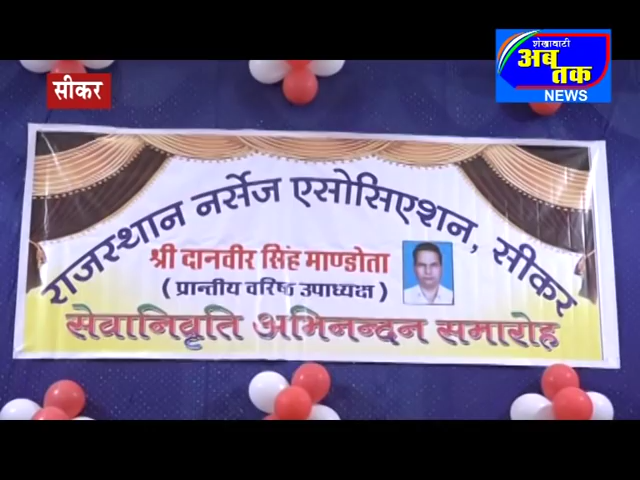 सीकर
शेखावाटी
अब
तक
NEWS
राजस्थान नर्सेज एसोसिएशन, सीकर
श्री दानवीर सिंह माण्डोता
( प्रान्तीय वरिष्ठ उपाध्यक्ष )
सेवानिवृति अभिनन्दन समारोह